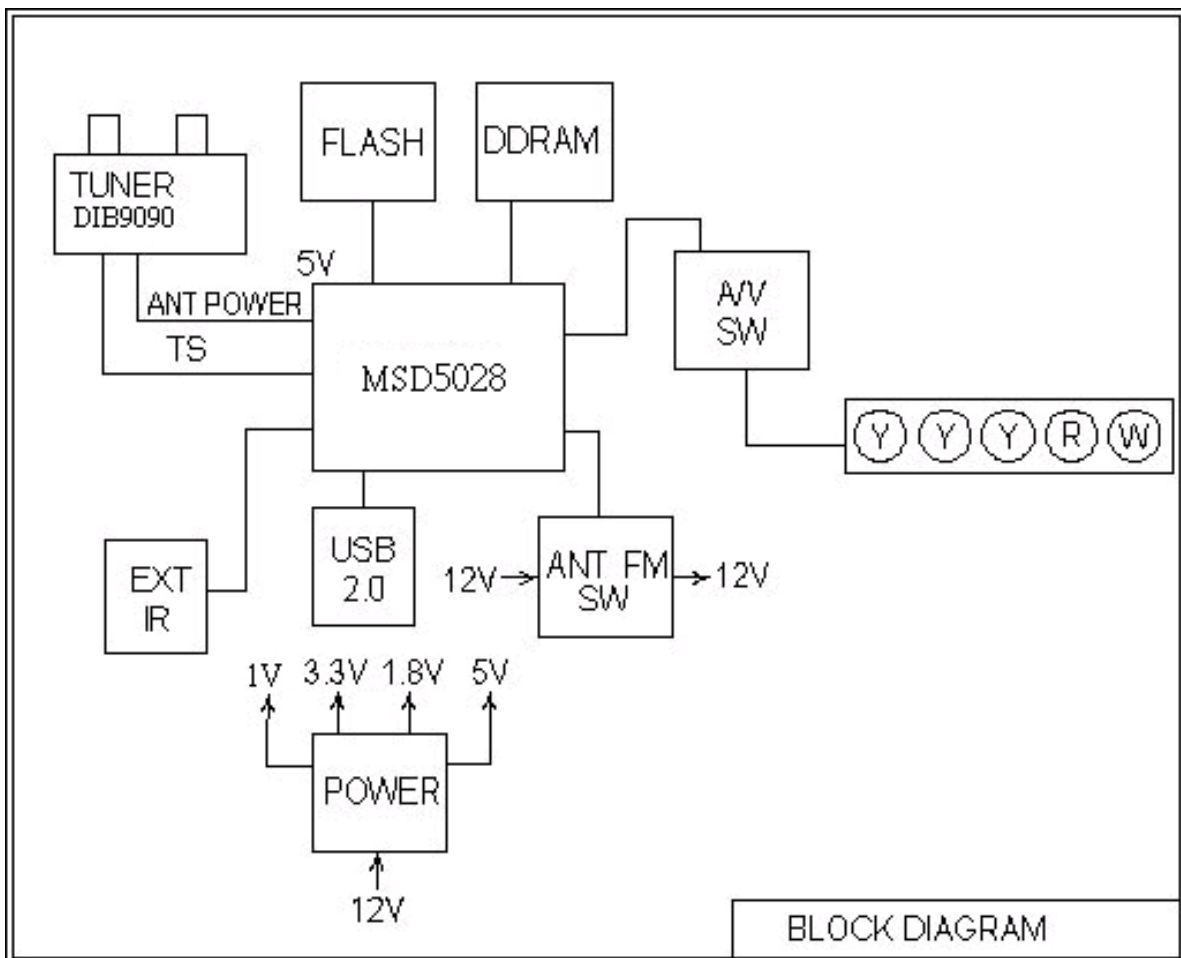 FLASH
DDRAM
TUNER
DIB9090
5V
ANT POWER
TS
MSD5028
A/V
SW
Y Y Y R W
EXT
IR
USB
2.0
12V
ANT FM
SW
12V
1V
3.3V
1.8V
5V
POWER
12V
BLOCK DIAGRAM